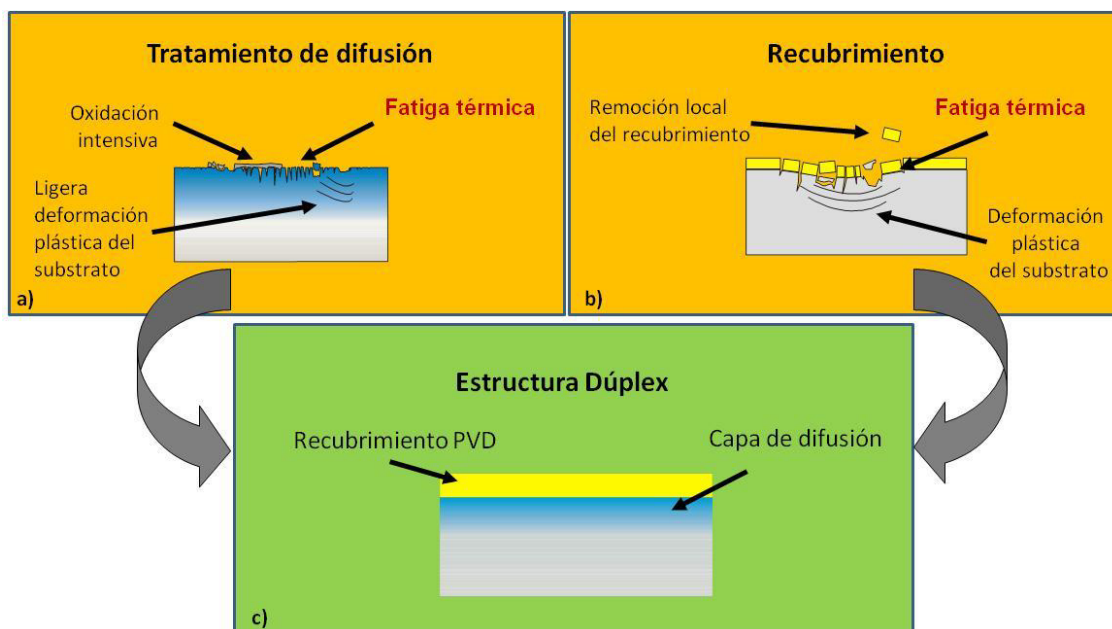 Tratamiento de difusión
Oxidación
intensiva
Fatiga térmica
Ligera
deformación
plástica del
substrato
a)
Recubrimiento
Remoción local
del recubrimiento
Fatiga térmica
Deformación
plástica
del substrato
b)
Estructura Dúplex
Recubrimiento PVD
Capa de difusión
c)